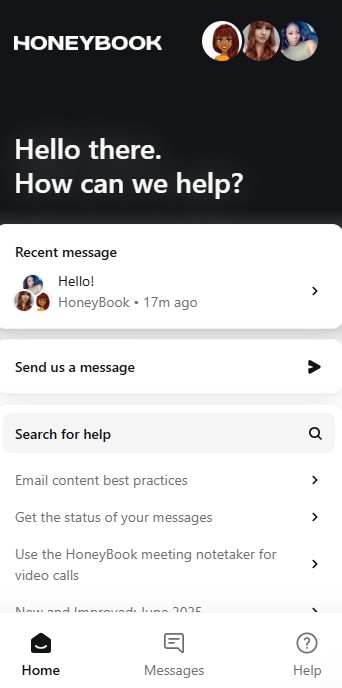 HONEYBOOK
Hello there.
How can we help?
Recent message
Hello!
HoneyBook • 17m ago
Send us a message
Search for help
Email content best practices
Get the status of your messages
Use the HoneyBook meeting notetaker for
video calls
New and Improved: June 2025
Home
Messages
Help